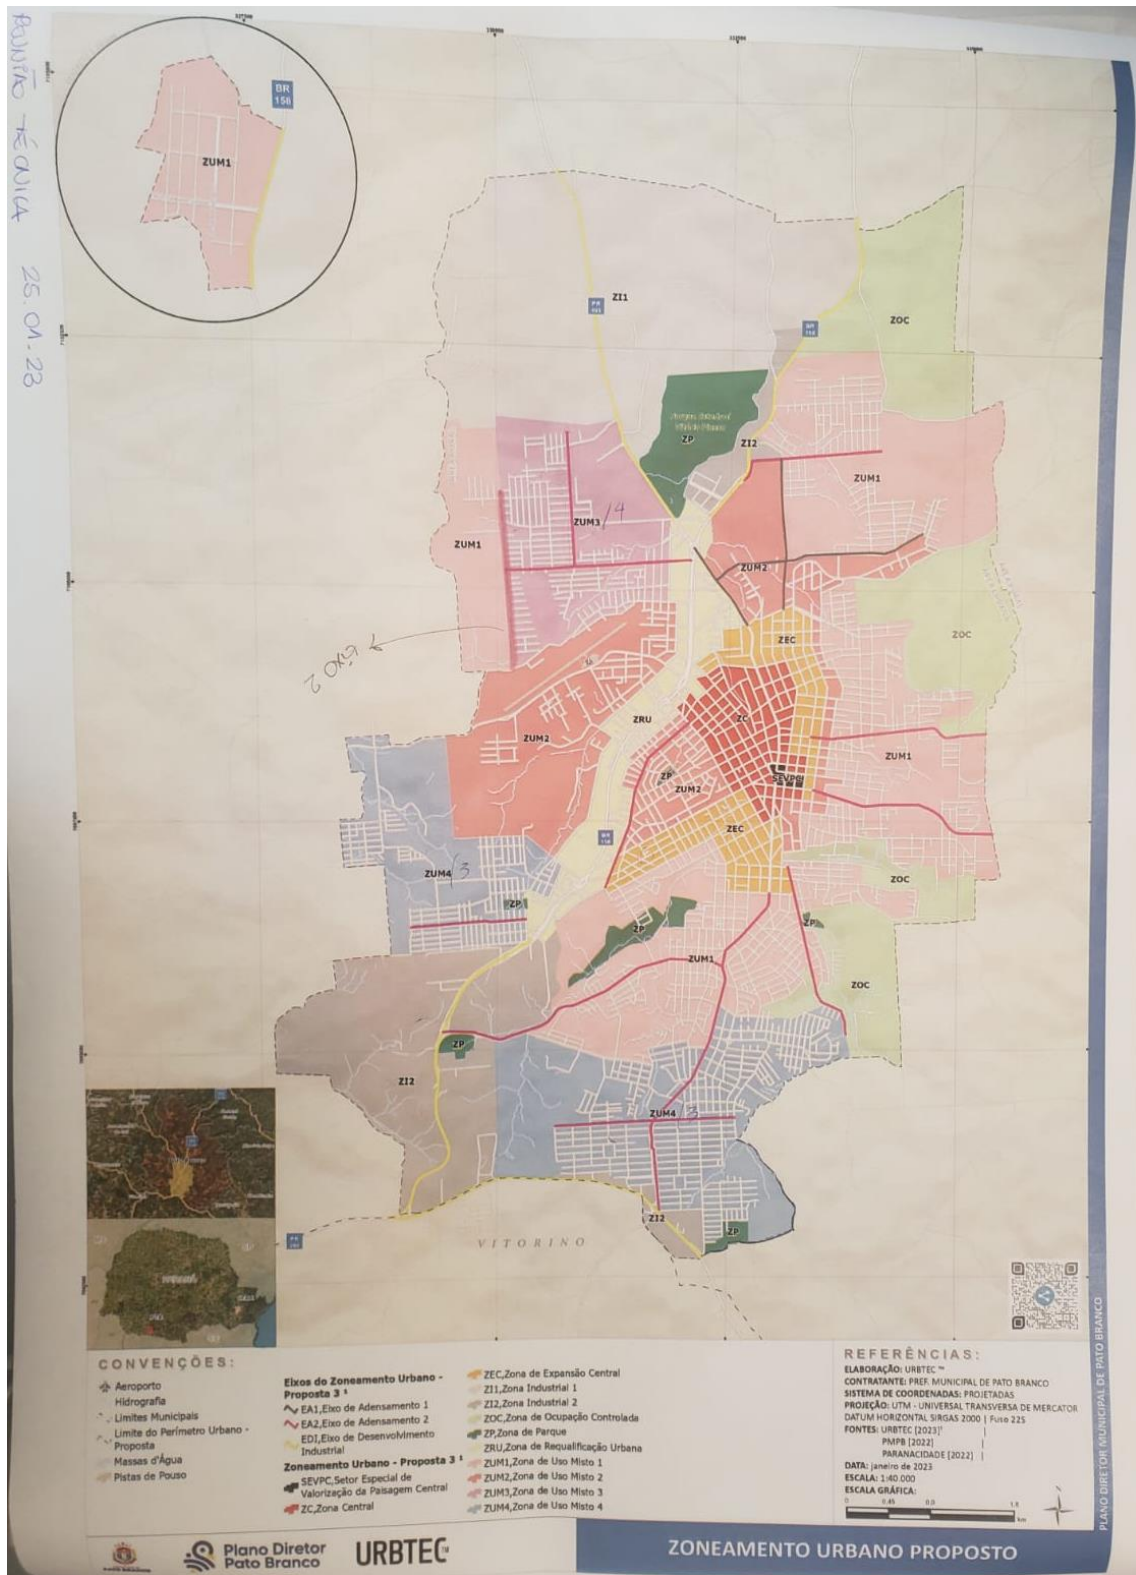 REUNIÃO TÉCNICA 25.01.23
BR
158
ZUM1
ZI1
ZOC
ZP
ZI2
ZUM1
ZUM3 /4
ZUM1
ZUM2
ZEC
ZOC
EIXO 2
ZRU
ZC
ZUM2
ZUM1
ZP
SEVPC
ZUM2
ZEC
BR
158
ZUM4 /3
ZOC
ZP
ZP
ZP
ZUM1
ZOC
ZP
ZI2
ZUM4 /3
ZI2
ZP
VITORINO
CONVENÇÕES:
Aeroporto
Hidrografia
Limites Municipais
Limite do Perímetro Urbano -
Proposta
Massas d'Água
Pistas de Pouso
Eixos do Zoneamento Urbano -
Proposta 3 ¹
EA1,Eixo de Adensamento 1
EA2,Eixo de Adensamento 2
EDI,Eixo de Desenvolvimento
Industrial
Zoneamento Urbano - Proposta 3 ¹
SEVPC,Setor Especial de
Valorização da Paisagem Central
ZC,Zona Central
ZEC,Zona de Expansão Central
ZI1,Zona Industrial 1
ZI2,Zona Industrial 2
ZOC,Zona de Ocupação Controlada
ZP,Zona de Parque
ZRU,Zona de Requalificação Urbana
ZUM1,Zona de Uso Misto 1
ZUM2,Zona de Uso Misto 2
ZUM3,Zona de Uso Misto 3
ZUM4,Zona de Uso Misto 4
REFERÊNCIAS:
ELABORAÇÃO: URBTEC ™
CONTRATANTE: PREF. MUNICIPAL DE PATO BRANCO
SISTEMA DE COORDENADAS: PROJETADAS
PROJEÇÃO: UTM - UNIVERSAL TRANSVERSA DE MERCATOR
DATUM HORIZONTAL SIRGAS 2000 | Fuso 22S
FONTES: URBTEC [2023]¹ |
PMPB [2022] |
PARANACIDADE [2022] |
DATA: janeiro de 2023
ESCALA: 1:40.000
ESCALA GRÁFICA:
km
PLANO DIRETOR MUNICIPAL DE PATO BRANCO
Plano Diretor
Pato Branco
URBTEC™
ZONEAMENTO URBANO PROPOSTO